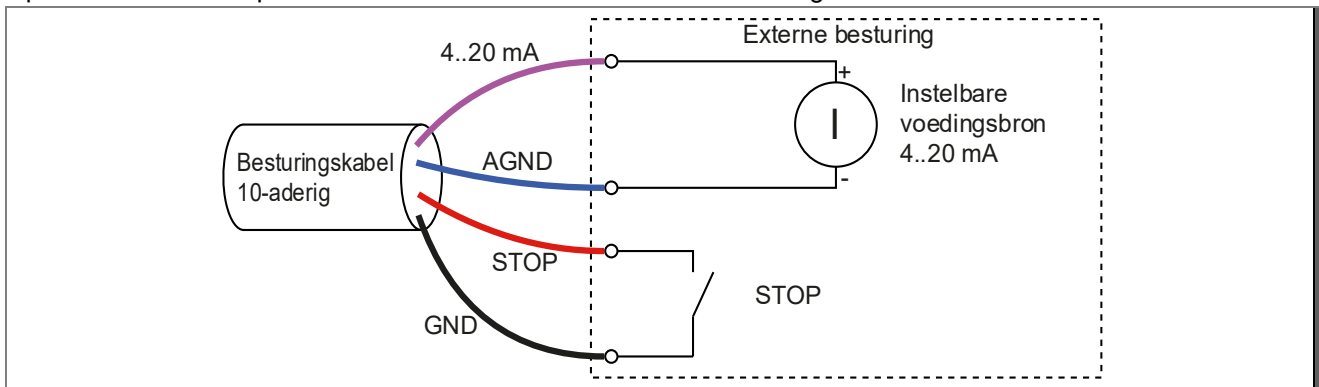 Externe besturing
4..20 mA
+
I
Instelbare
voedingsbron
4..20 mA
-
Besturingskabel
10-aderig
AGND
STOP
STOP
GND